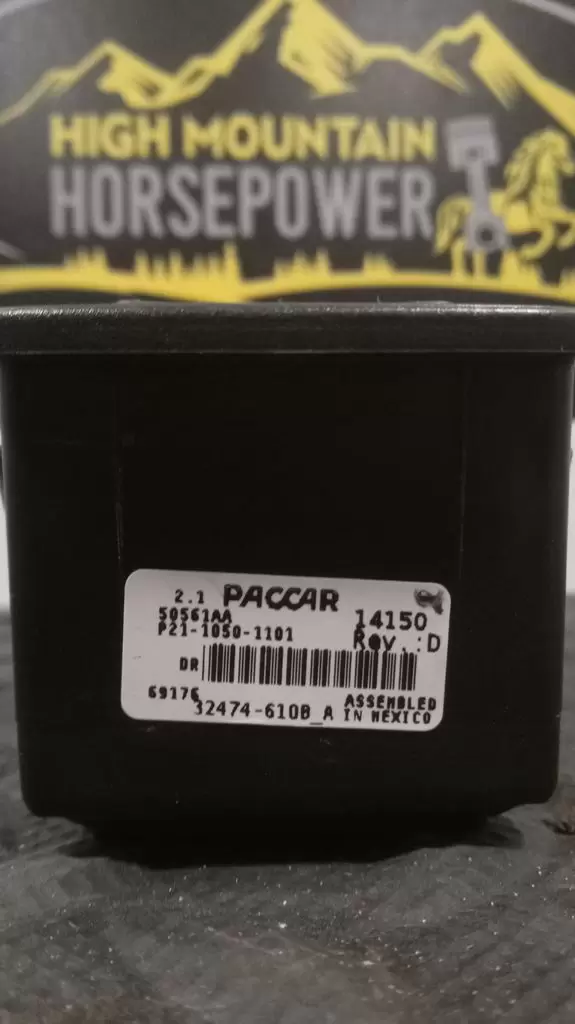 HIGH MOUNTAIN
HORSEPOWER
2.1 PACCAR
50561AA
14150
P21-1050-1101
Rev.:D
DR
69176
ASSEMBLED
32474-610B_A IN MEXICO